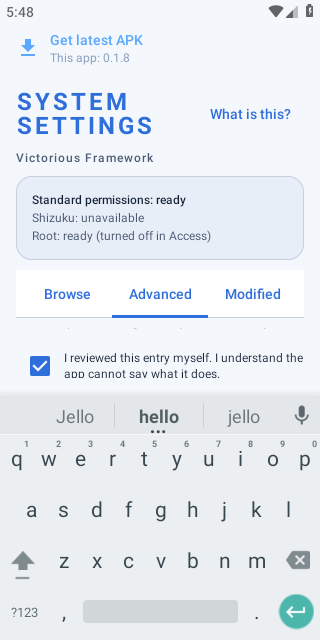 5:48
Get latest APK
This app: 0.1.8
SYSTEM
SETTINGS
What is this?
Victorious Framework
Standard permissions: ready
Shizuku: unavailable
Root: ready (turned off in Access)
Browse Advanced Modified
I reviewed this entry myself. I understand the
app cannot say what it does.
Jello hello jello
1 2 3 4 5 6 7 8 9 0
q w e r t y u i o p
a s d f g h j k l
z x c v b n m
?123 , .